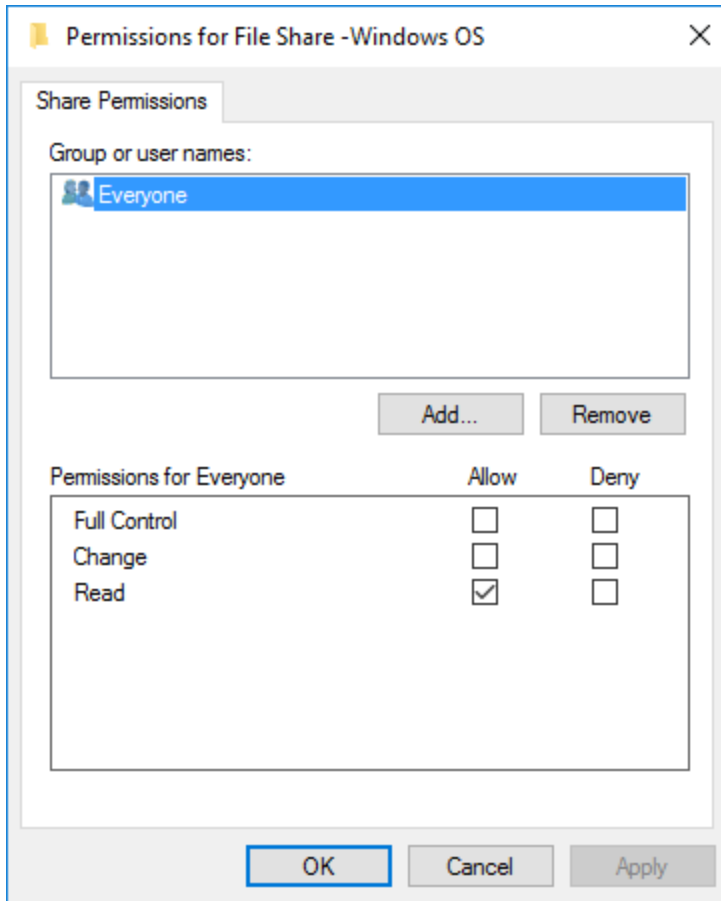 Permissions for File Share -Windows OS
Share Permissions
Group or user names:
Everyone
Add... Remove
Permissions for Everyone Allow Deny
Full Control
Change
Read
OK Cancel Apply